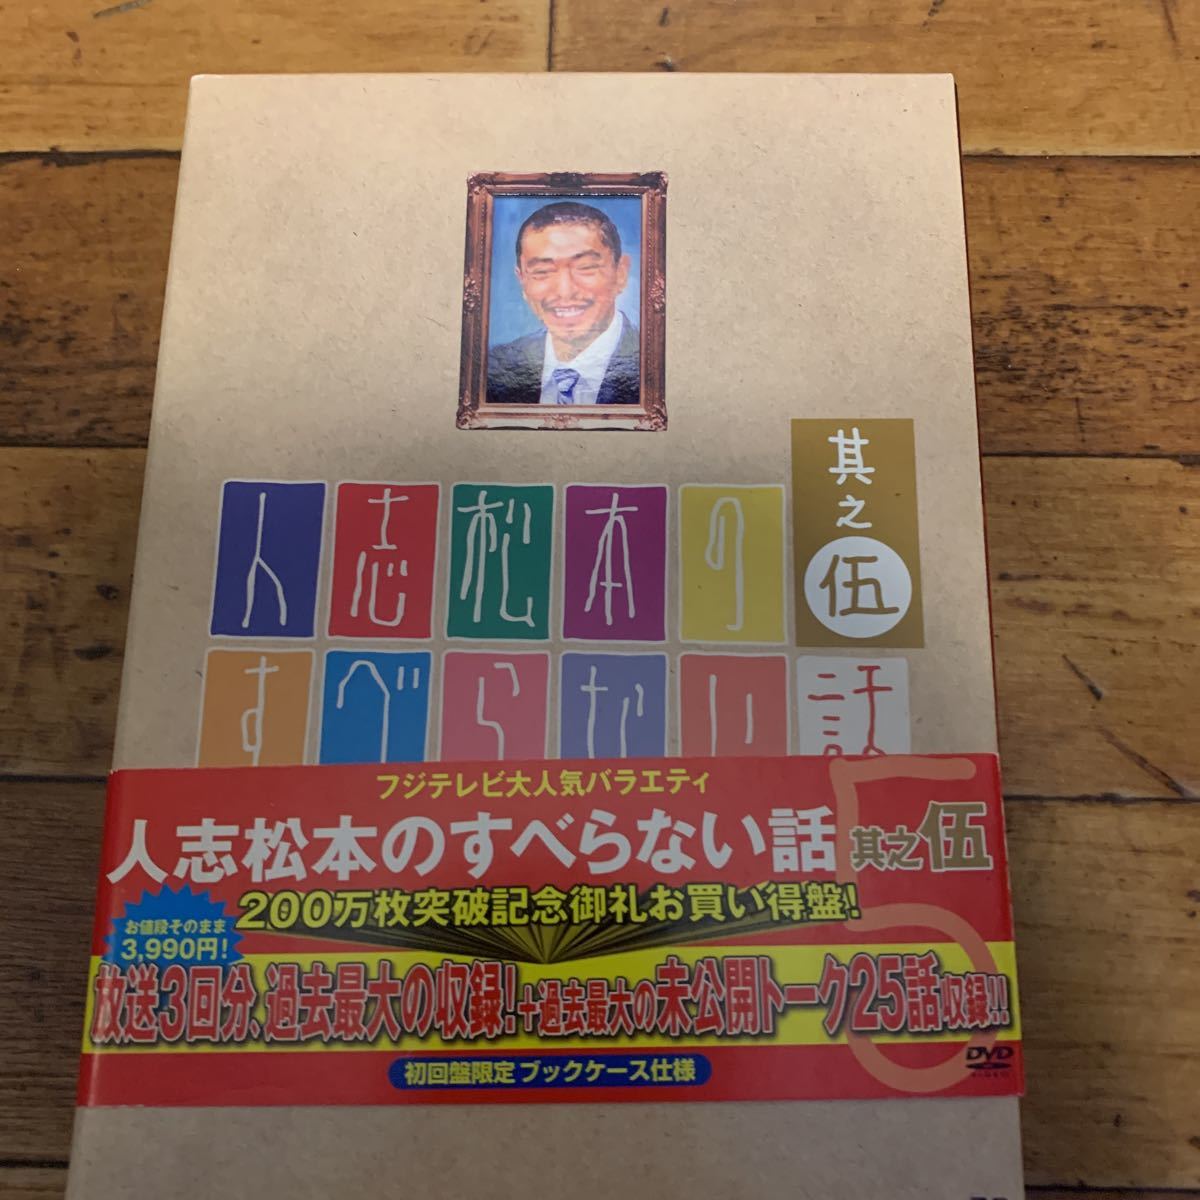 其之伍
人志松本の
すべらない話
フジテレビ大人気バラエティ
人志松本のすべらない話 其之伍
5
200万枚突破記念御礼お買い得盤!
お値段そのまま
3,990円!
放送3回分、過去最大の収録!+過去最大の未公開トーク25話収録!!
DVD
VIDEO
初回盤限定 ブックケース仕様